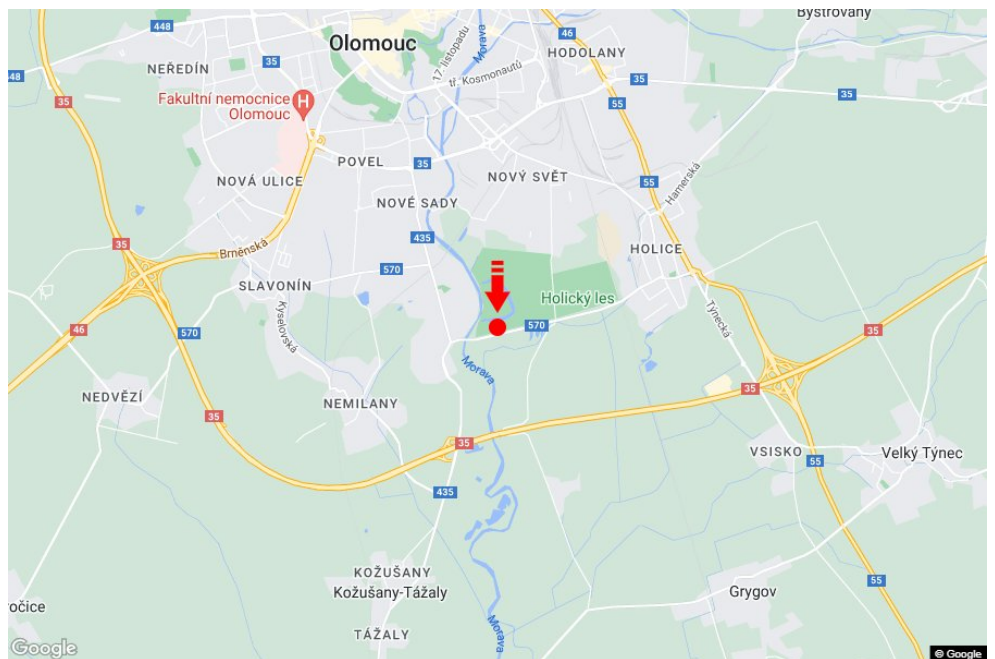 Bystrovany
Olomouc
46
HODOLANY
448
NEŘEDÍN
35
17. listopadu
Morava
tř. Kosmonautů
448
35
35
35
Fakultní nemocnice
Olomouc
H
55
POVEL
35
NOVÝ SVĚT
NOVÁ ULICE
55
Hamerská
NOVÉ SADY
35
Brněnská
435
HOLICE
570
SLAVONÍN
Holický les
Kyselovská
Týnecká
46
570
570
35
Morava
NEDVĚZÍ
NEMILANY
35
35
35
VSISKO
Velký Týnec
55
435
KOŽUŠANY
Kožušany-Tážaly
Grygov
55
očice
TÁŽALY
Google
© Google